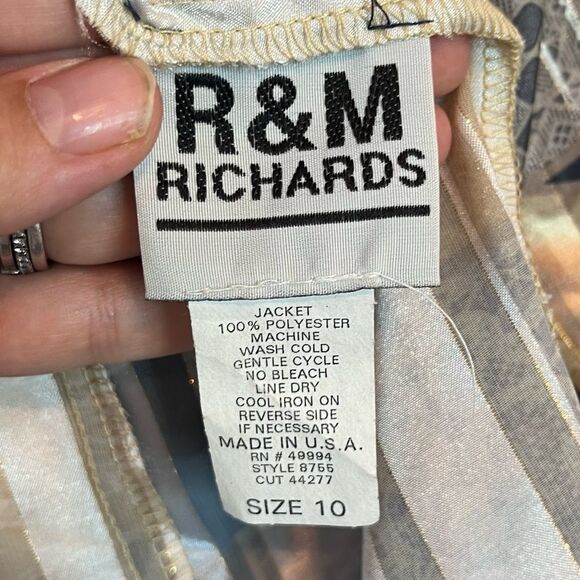 R&M
RICHARDS
JACKET
100% POLYESTER
MACHINE
WASH COLD
GENTLE CYCLE
NO BLEACH
LINE DRY
COOL IRON ON
REVERSE SIDE
IF NECESSARY
MADE IN U.S.A.
RN # 49994
STYLE 8755
CUT 44277
SIZE 10